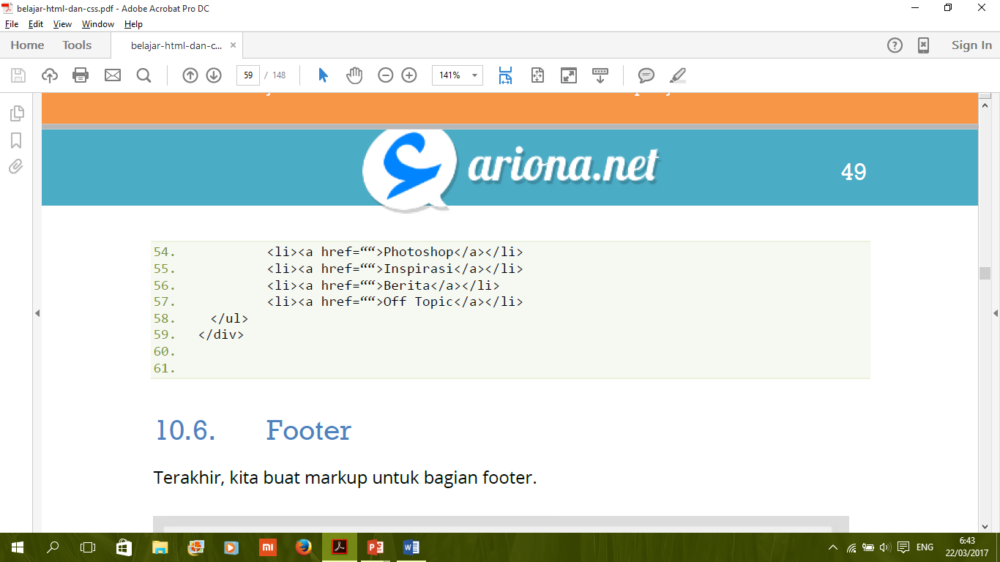 belajar-html-dan-css.pdf - Adobe Acrobat Pro DC
File Edit View Window Help
Home Tools belajar-html-dan-c... × Sign In
59 / 148 141%
ariona.net 49
54. <li><a href=““>Photoshop</a></li>
55. <li><a href=““>Inspirasi</a></li>
56. <li><a href=““>Berita</a></li>
57. <li><a href=““>Off Topic</a></li>
58. </ul>
59. </div>
60.
61.
10.6. Footer
Terakhir, kita buat markup untuk bagian footer.
mi ENG 6:43
22/03/2017